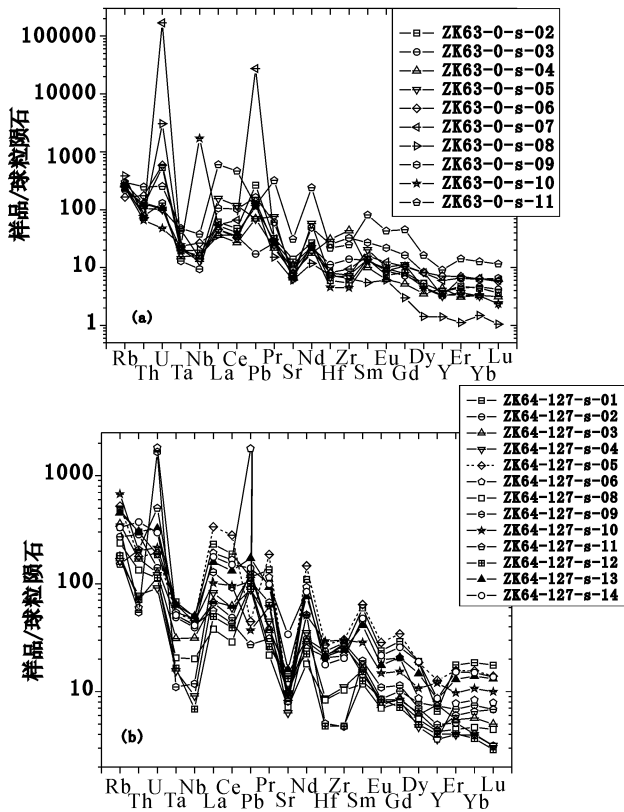 100000
10000
1000
100
10
1
样品/球粒陨石
(a)
ZK63-0-s-02
ZK63-0-s-03
ZK63-0-s-04
ZK63-0-s-05
ZK63-0-s-06
ZK63-0-s-07
ZK63-0-s-08
ZK63-0-s-09
ZK63-0-s-10
ZK63-0-s-11
Rb U Nb Ce Pr Nd Zr Eu Dy Er Lu
Th Ta La Pb Sr Hf Sm Gd Y Yb
1000
100
10
样品/球粒陨石
(b)
ZK64-127-s-01
ZK64-127-s-02
ZK64-127-s-03
ZK64-127-s-04
ZK64-127-s-05
ZK64-127-s-06
ZK64-127-s-08
ZK64-127-s-09
ZK64-127-s-10
ZK64-127-s-11
ZK64-127-s-12
ZK64-127-s-13
ZK64-127-s-14
Rb U Nb Ce Pr Nd Zr Eu Dy Er Lu
Th Ta La Pb Sr Hf Sm Gd Y Yb